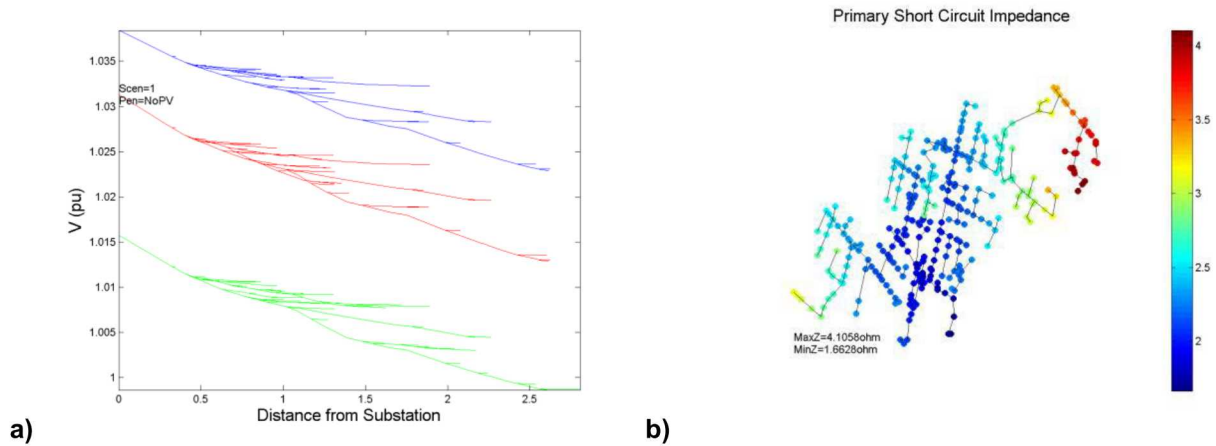 1.035
1.03
1.025
1.02
1.015
1.01
1.005
1
V (pu)
Scen=1
Pen=NoPV
0 0.5 1 1.5 2 2.5
Distance from Substation
a)
Primary Short Circuit Impedance
4
3.5
3
2.5
2
MaxZ=4.1058ohm
MinZ=1.6628ohm
b)